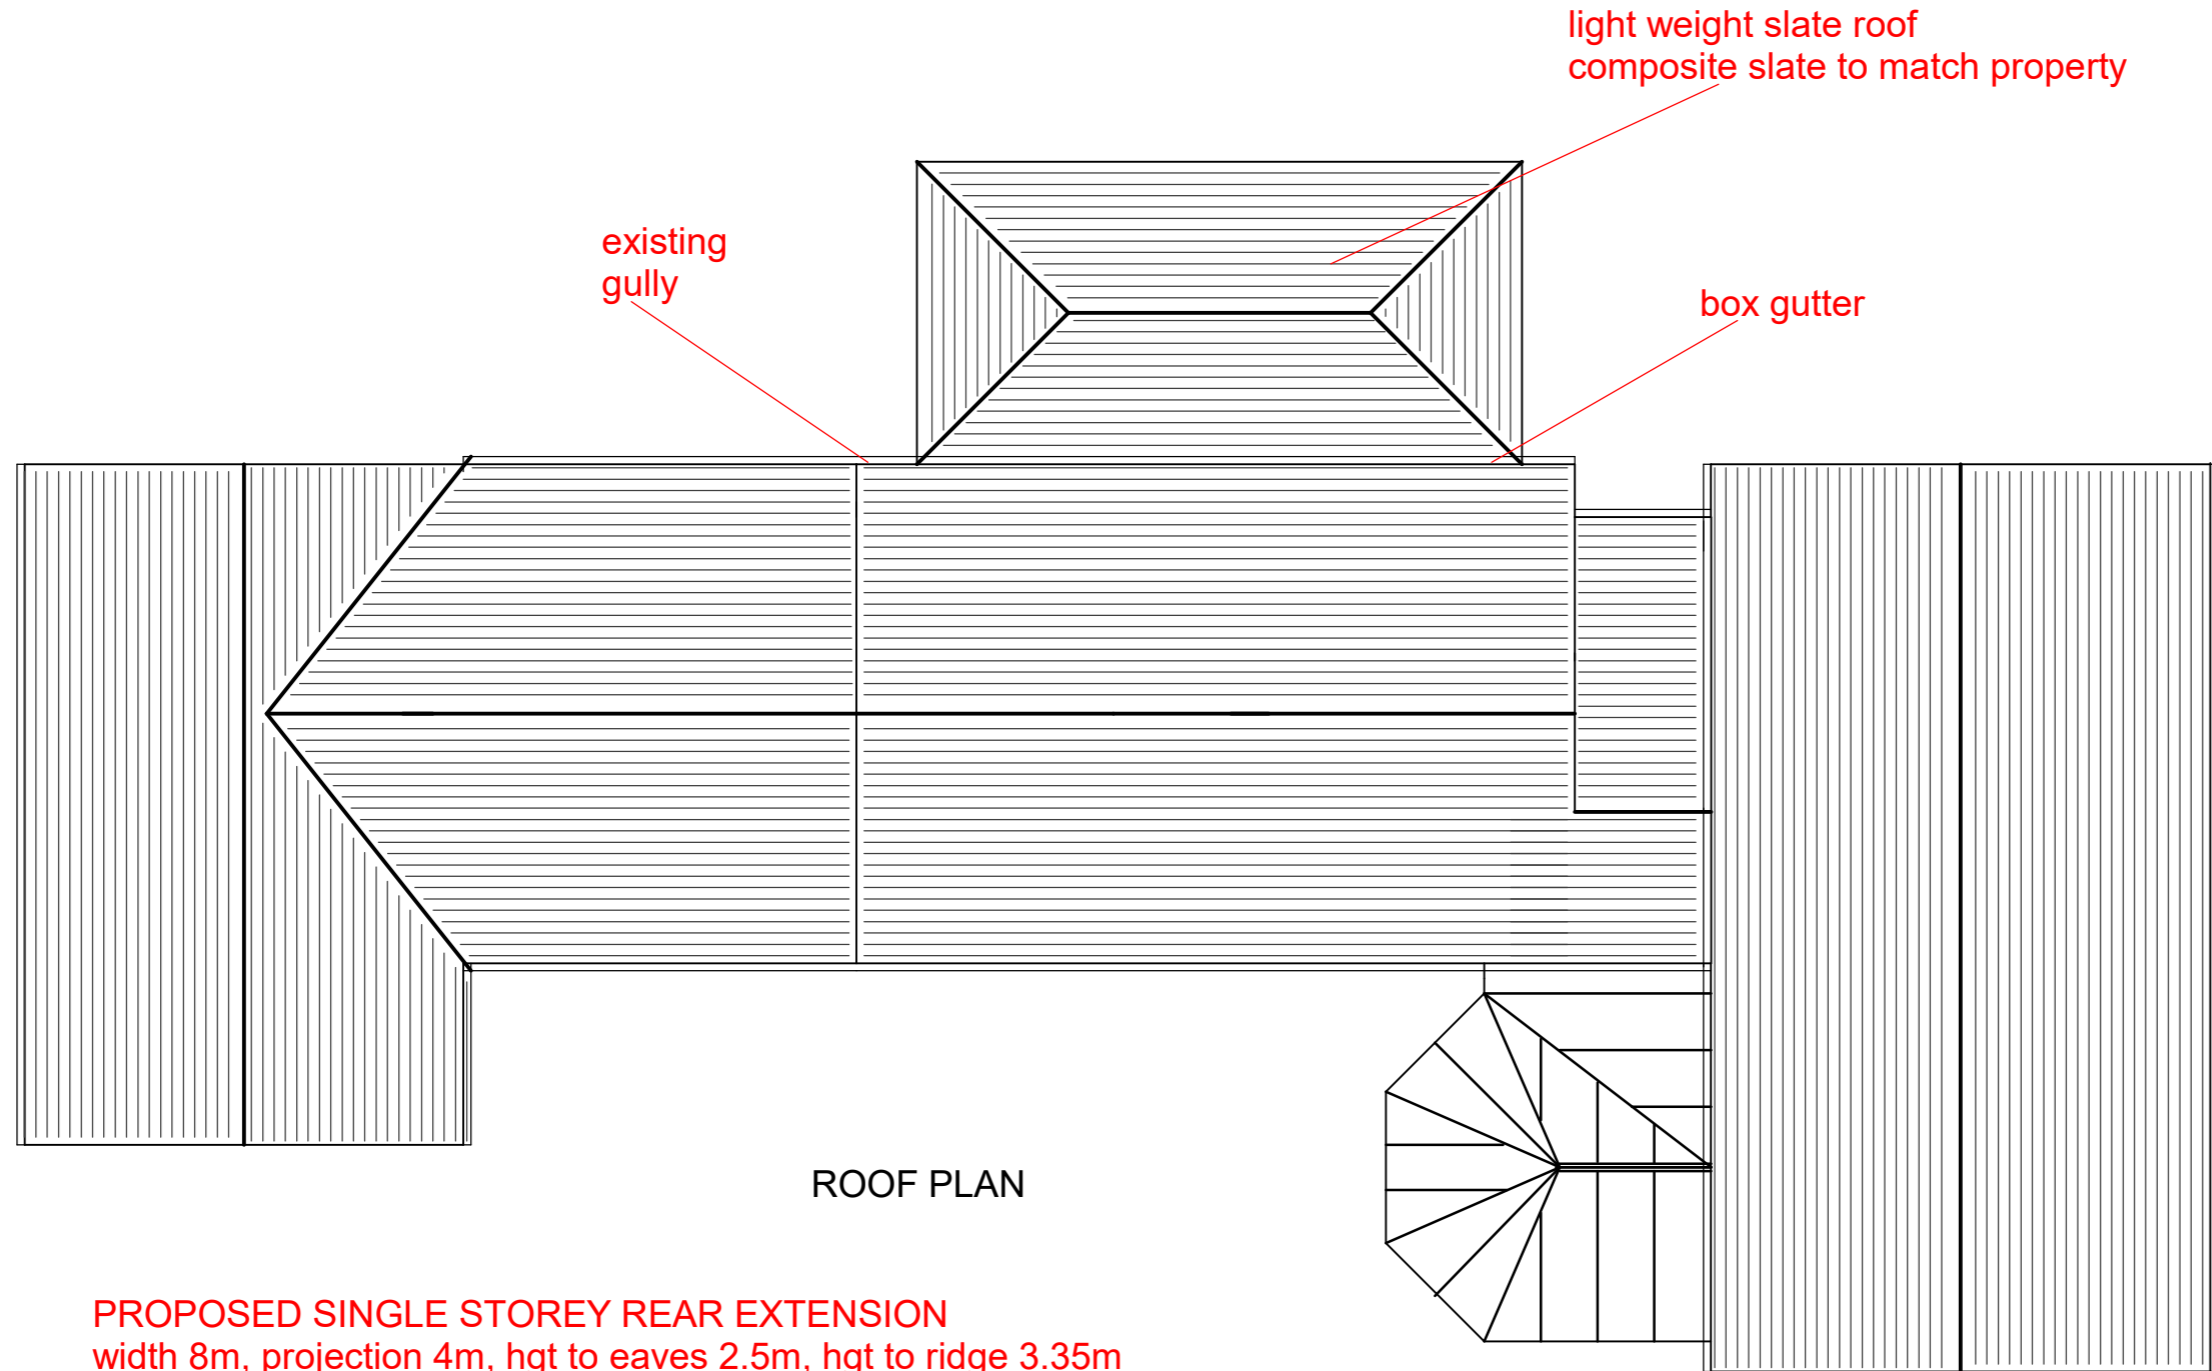 light weight slate roof
composite slate to match property
existing
gully
box gutter
ROOF PLAN
PROPOSED SINGLE STOREY REAR EXTENSION
width 8m, projection 4m, hgt to eaves 2.5m, hgt to ridge 3.35m